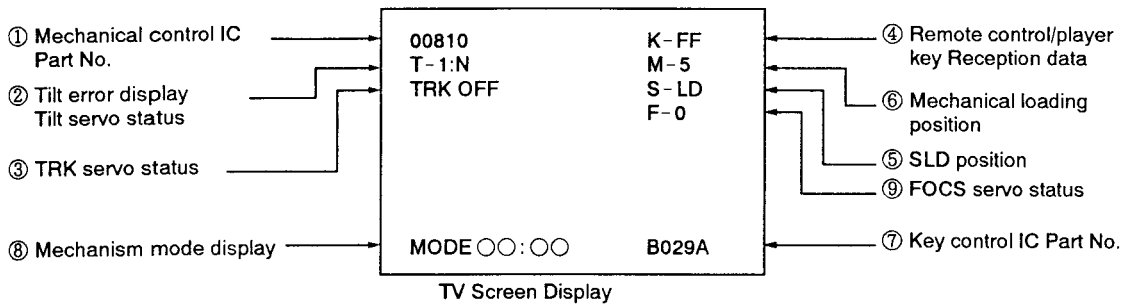 ① Mechanical control IC
Part No.
② Tilt error display
Tilt servo status
③ TRK servo status
⑧ Mechanism mode display
00810
T-1:N
TRK OFF
MODE○○:○○
K-FF
M-5
S-LD
F-0
B029A
④ Remote control/player
key Reception data
⑥ Mechanical loading
position
⑤ SLD position
⑨ FOCS servo status
⑦ Key control IC Part No.
TV Screen Display